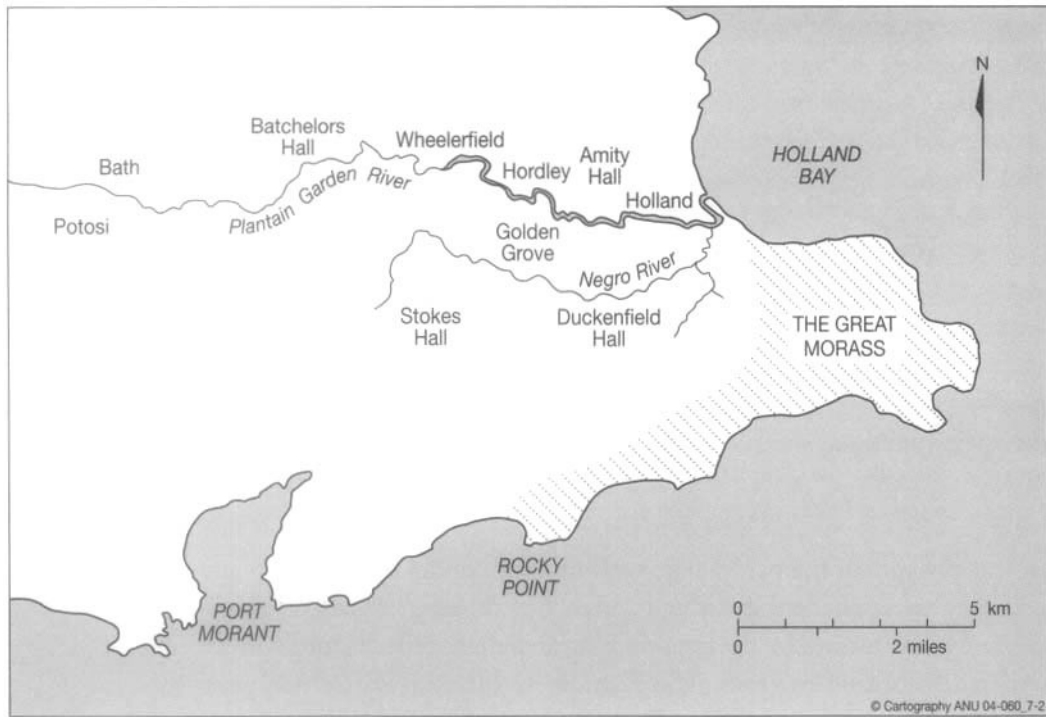 N
Batchelors
Hall
Wheelerfield
Amity
Hall
HOLLAND
BAY
Bath
Hordley
Plantain Garden River
Holland
Potosi
Golden
Grove
Negro River
Stokes
Hall
Duckenfield
Hall
THE GREAT
MORASS
ROCKY
POINT
PORT
MORANT
0 5 km
0 2 miles
© Cartography ANU 04-060_7-2